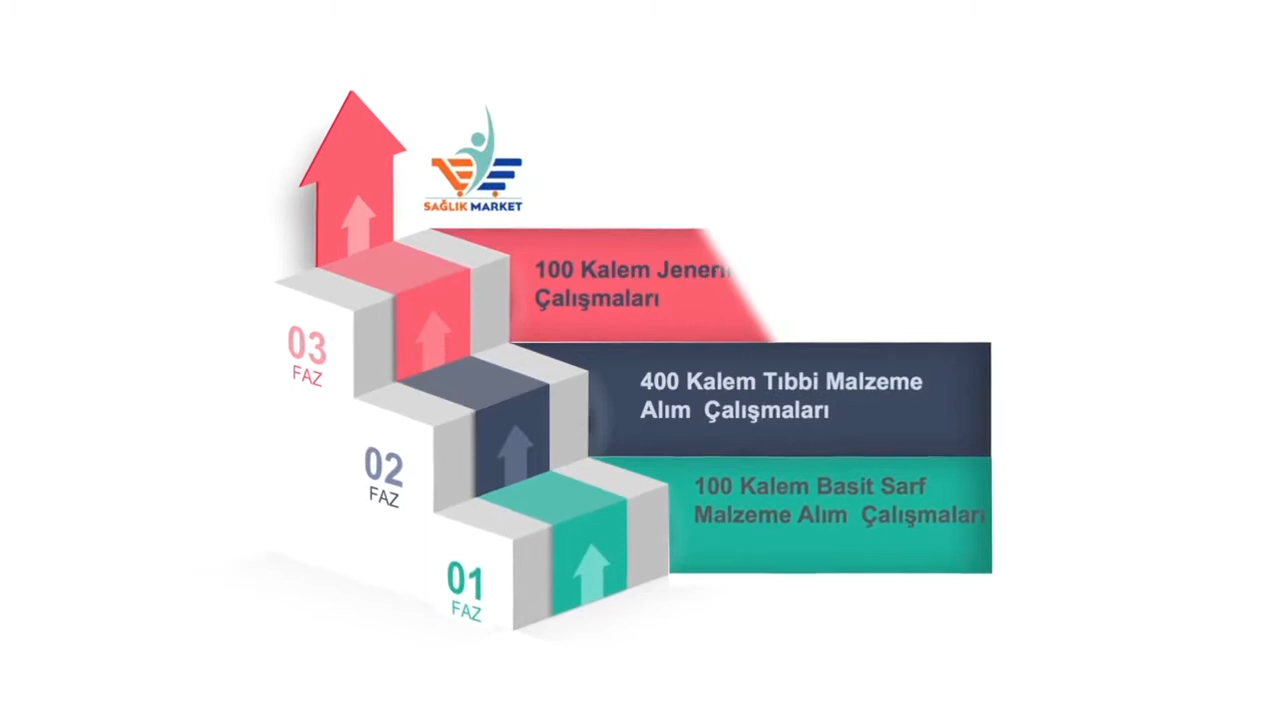 SAĞLIK MARKET
100 Kalem
Çalışmaları
03
FAZ
400 Kalem Tıbbi Malzeme
Alım Çalışmaları
02
FAZ
100 Kalem Basit Sarf
Malzeme Alım Çalışmaları
01
FAZ